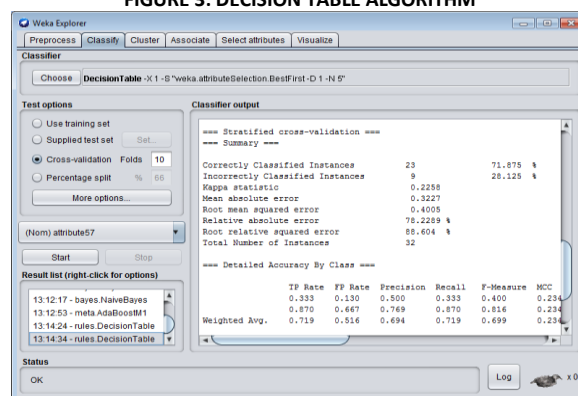 FIGURE 3: DECISION TABLE ALGORITHM
Weka Explorer
Preprocess Classify Cluster Associate Select attributes Visualize
Classifier
Choose DecisionTable -X 1 -S "weka.attributeSelection.BestFirst -D 1 -N 5"
Test options
Use training set
Supplied test set Set...
Cross-validation Folds 10
Percentage split % 66
More options...
(Nom) attribute57
Start Stop
Result list (right-click for options)
13:12:17 - bayes.NaiveBayes
13:12:53 - meta.AdaBoostM1
13:14:24 - rules.DecisionTable
13:14:34 - rules.DecisionTable
Classifier output
=== Stratified cross-validation ===
=== Summary ===
Correctly Classified Instances 23 71.875 %
Incorrectly Classified Instances 9 28.125 %
Kappa statistic 0.2258
Mean absolute error 0.3227
Root mean squared error 0.4005
Relative absolute error 78.2289 %
Root relative squared error 88.604 %
Total Number of Instances 32
=== Detailed Accuracy By Class ===
TP Rate FP Rate Precision Recall F-Measure MCC
0.333 0.130 0.500 0.333 0.400 0.234
0.870 0.667 0.769 0.870 0.816 0.234
Weighted Avg. 0.719 0.516 0.694 0.719 0.699 0.234
Status
OK
Log
x 0